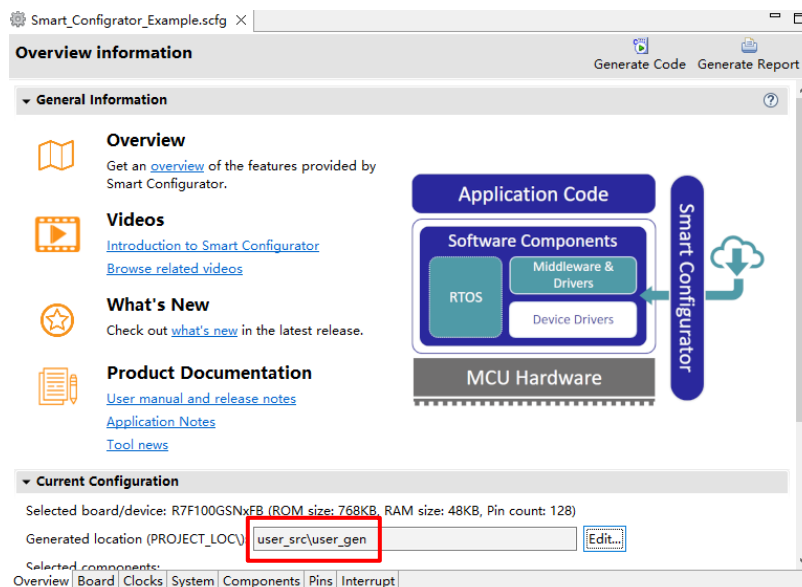 Smart_Configrator_Example.scfg
Overview information
Generate Code Generate Report
General Information
Overview
Get an overview of the features provided by
Smart Configurator.
Videos
Introduction to Smart Configurator
Browse related videos
What's New
Check out what's new in the latest release.
Product Documentation
User manual and release notes
Application Notes
Tool news
Application Code
Software Components
RTOS
Middleware &
Drivers
Device Drivers
MCU Hardware
Smart Configurator
Current Configuration
Selected board/device: R7F100GSNxFB (ROM size: 768KB, RAM size: 48KB, Pin count: 128)
Generated location (PROJECT_LOC\): user_src\user_gen Edit...
Selected components:
Overview Board Clocks System Components Pins Interrupt